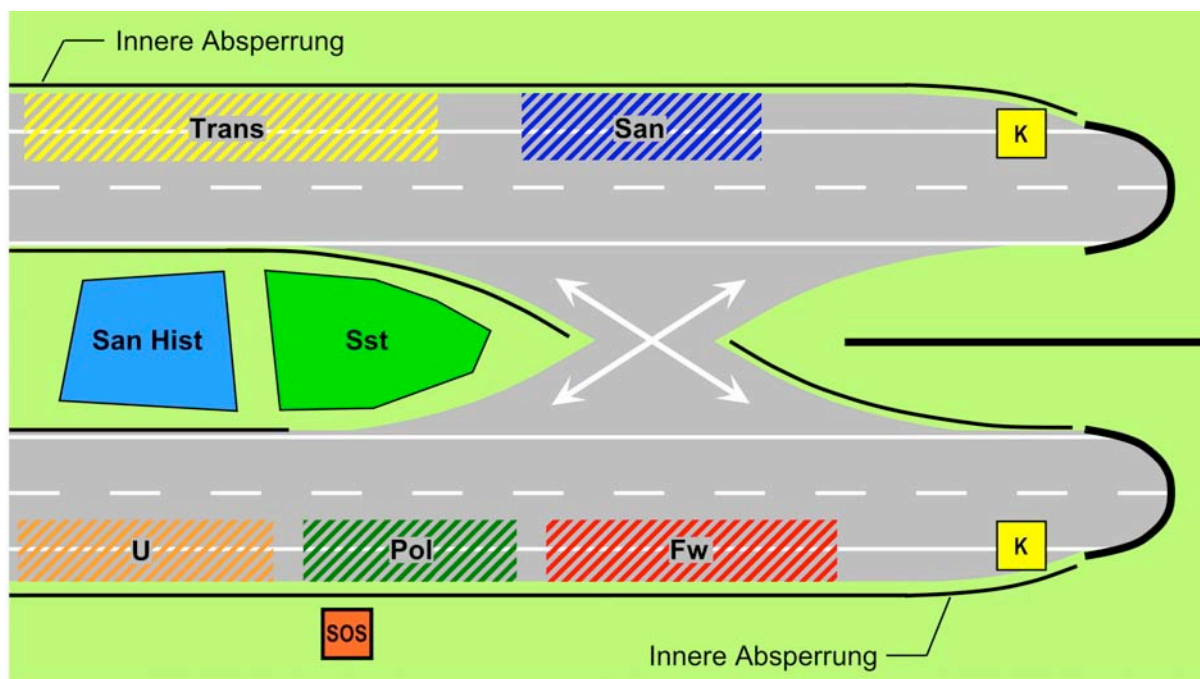 Innere Absperrung
Trans
San
K
San Hist
Sst
U
Pol
Fw
K
SOS
Innere Absperrung